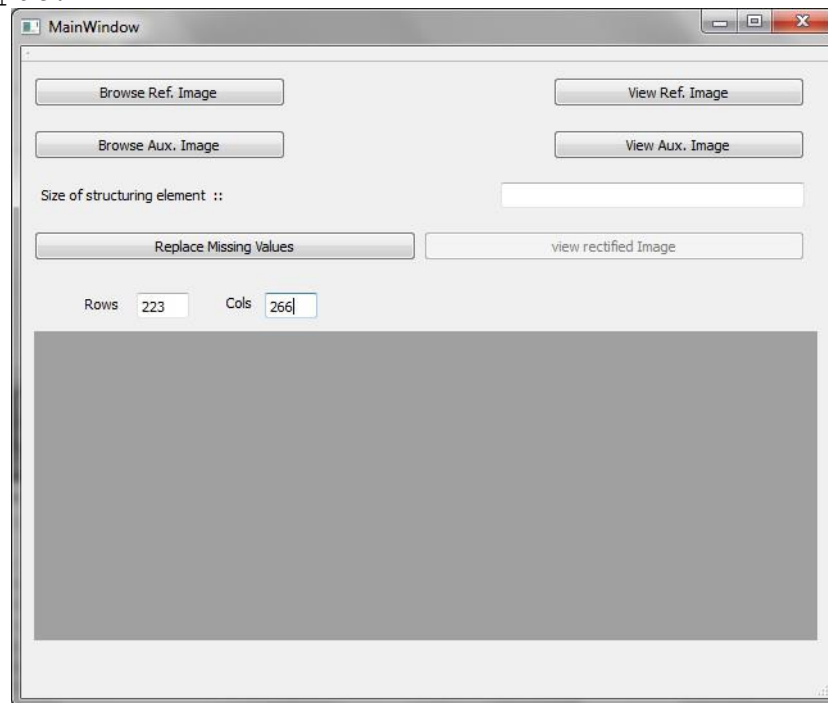 MainWindow
Browse Ref. Image View Ref. Image
Browse Aux. Image View Aux. Image
Size of structuring element ::
Replace Missing Values view rectified Image
Rows 223 Cols 266